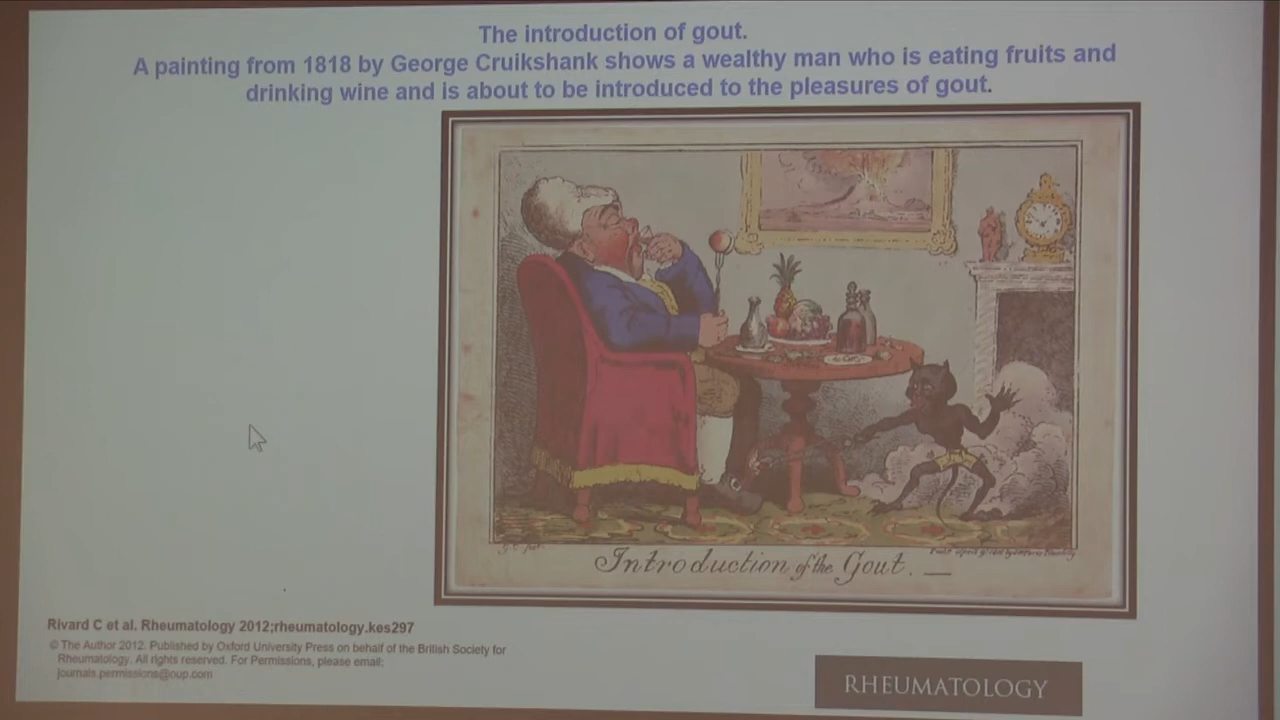 The introduction of gout.
A painting from 1818 by George Cruikshank shows a wealthy man who is eating fruits and
drinking wine and is about to be introduced to the pleasures of gout.
Introduction of the Gout.
Rivard C et al. Rheumatology 2012;rheumatology.kes297
© The Author 2012. Published by Oxford University Press on behalf of the British Society for
Rheumatology. All rights reserved. For Permissions, please email:
journals.permissions@oup.com
RHEUMATOLOGY